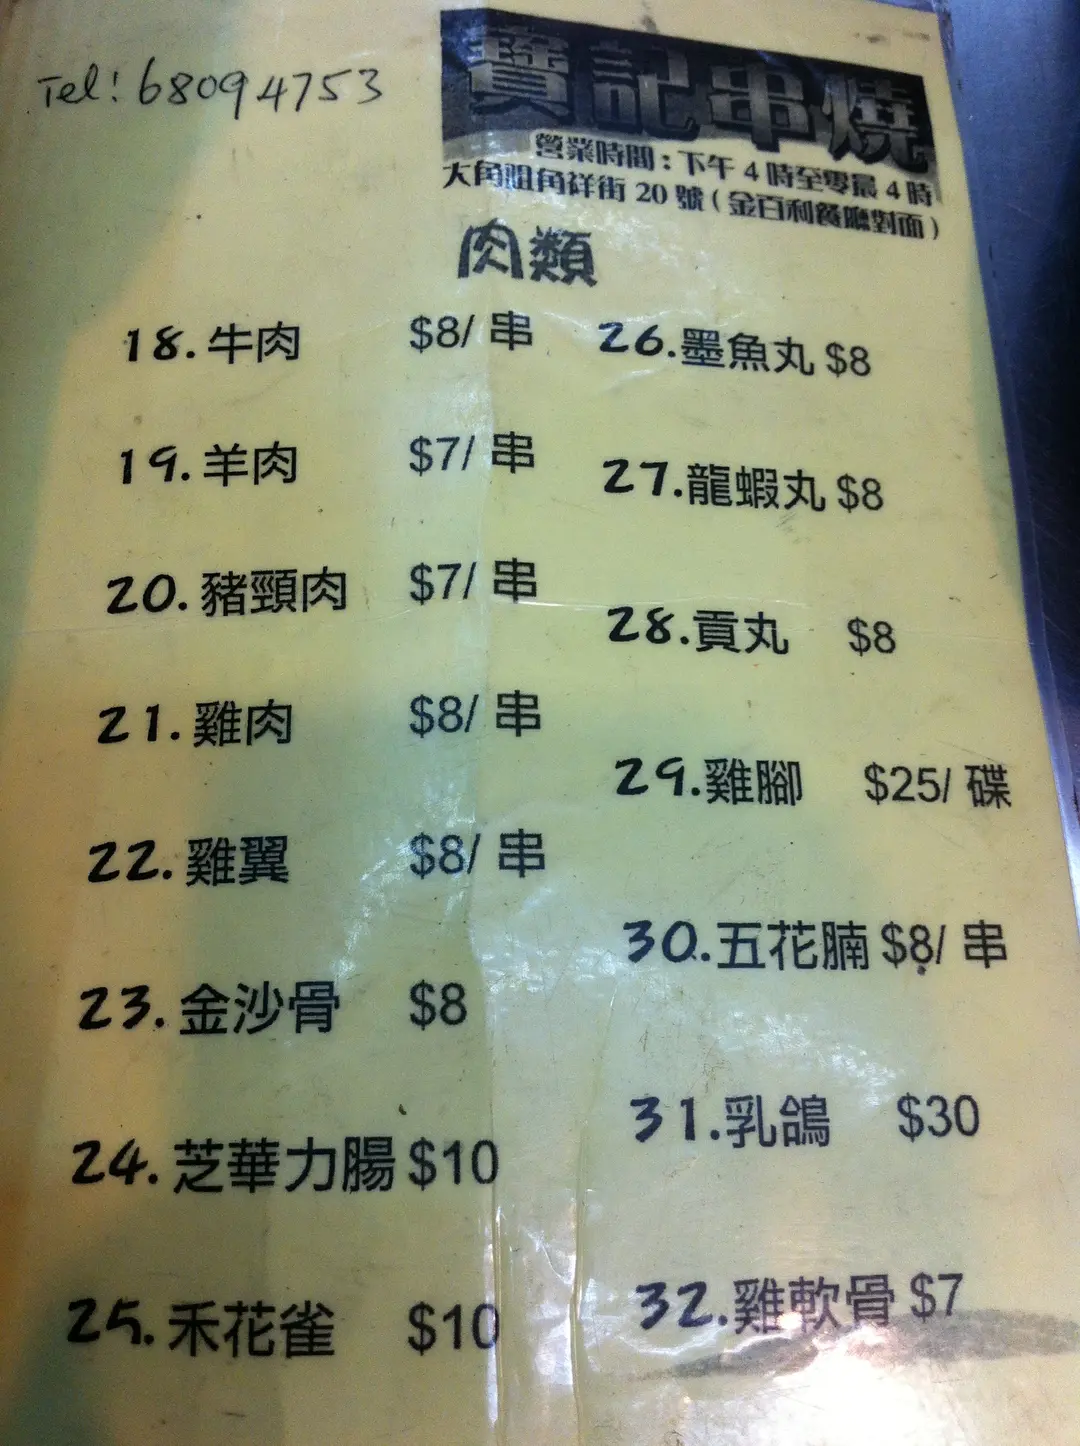 Tel: 68094753
寶記串燒
營業時間：下午 4 時至零晨 4 時
大角咀角祥街 20 號（金百利餐廳對面）
肉類
18. 牛肉 $8/ 串
19. 羊肉 $7/ 串
20. 豬頸肉 $7/ 串
21. 雞肉 $8/ 串
22. 雞翼 $8/ 串
23. 金沙骨 $8
24. 芝華力腸 $10
25. 禾花雀 $10
26. 墨魚丸 $8
27. 龍蝦丸 $8
28. 貢丸 $8
29. 雞腳 $25/ 碟
30. 五花腩 $8/ 串
31. 乳鴿 $30
32. 雞軟骨 $7